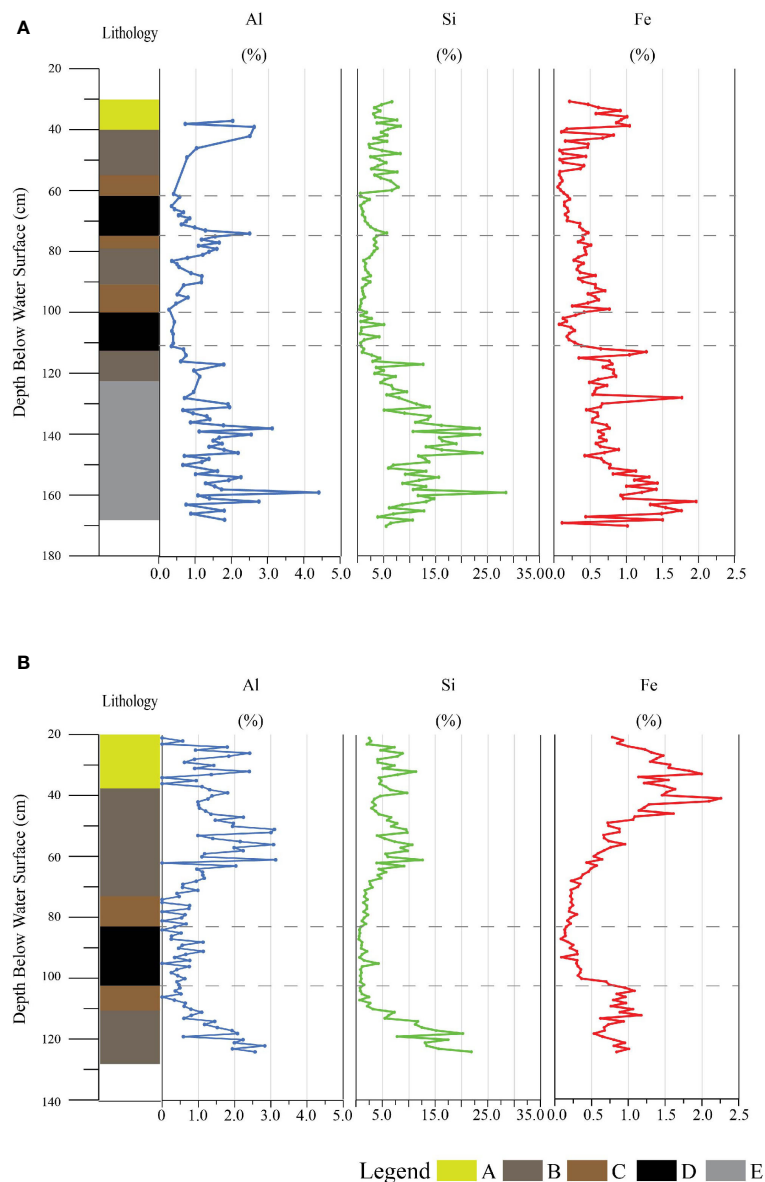 A
Lithology
Al
Si
Fe
(%)
(%)
(%)
Depth Below Water Surface (cm)
20
40
60
80
100
120
140
160
180
0.0 1.0 2.0 3.0 4.0 5.0
5.0 15.0 25.0 35.0
0.0 0.5 1.0 1.5 2.0 2.5
B
Lithology
Al
Si
Fe
(%)
(%)
(%)
Depth Below Water Surface (cm)
20
40
60
80
100
120
140
0 1.0 2.0 3.0 4.0 5.0
5.0 15.0 25.0 35.0
0.0 0.5 1.0 1.5 2.0 2.5
Legend A B C D E